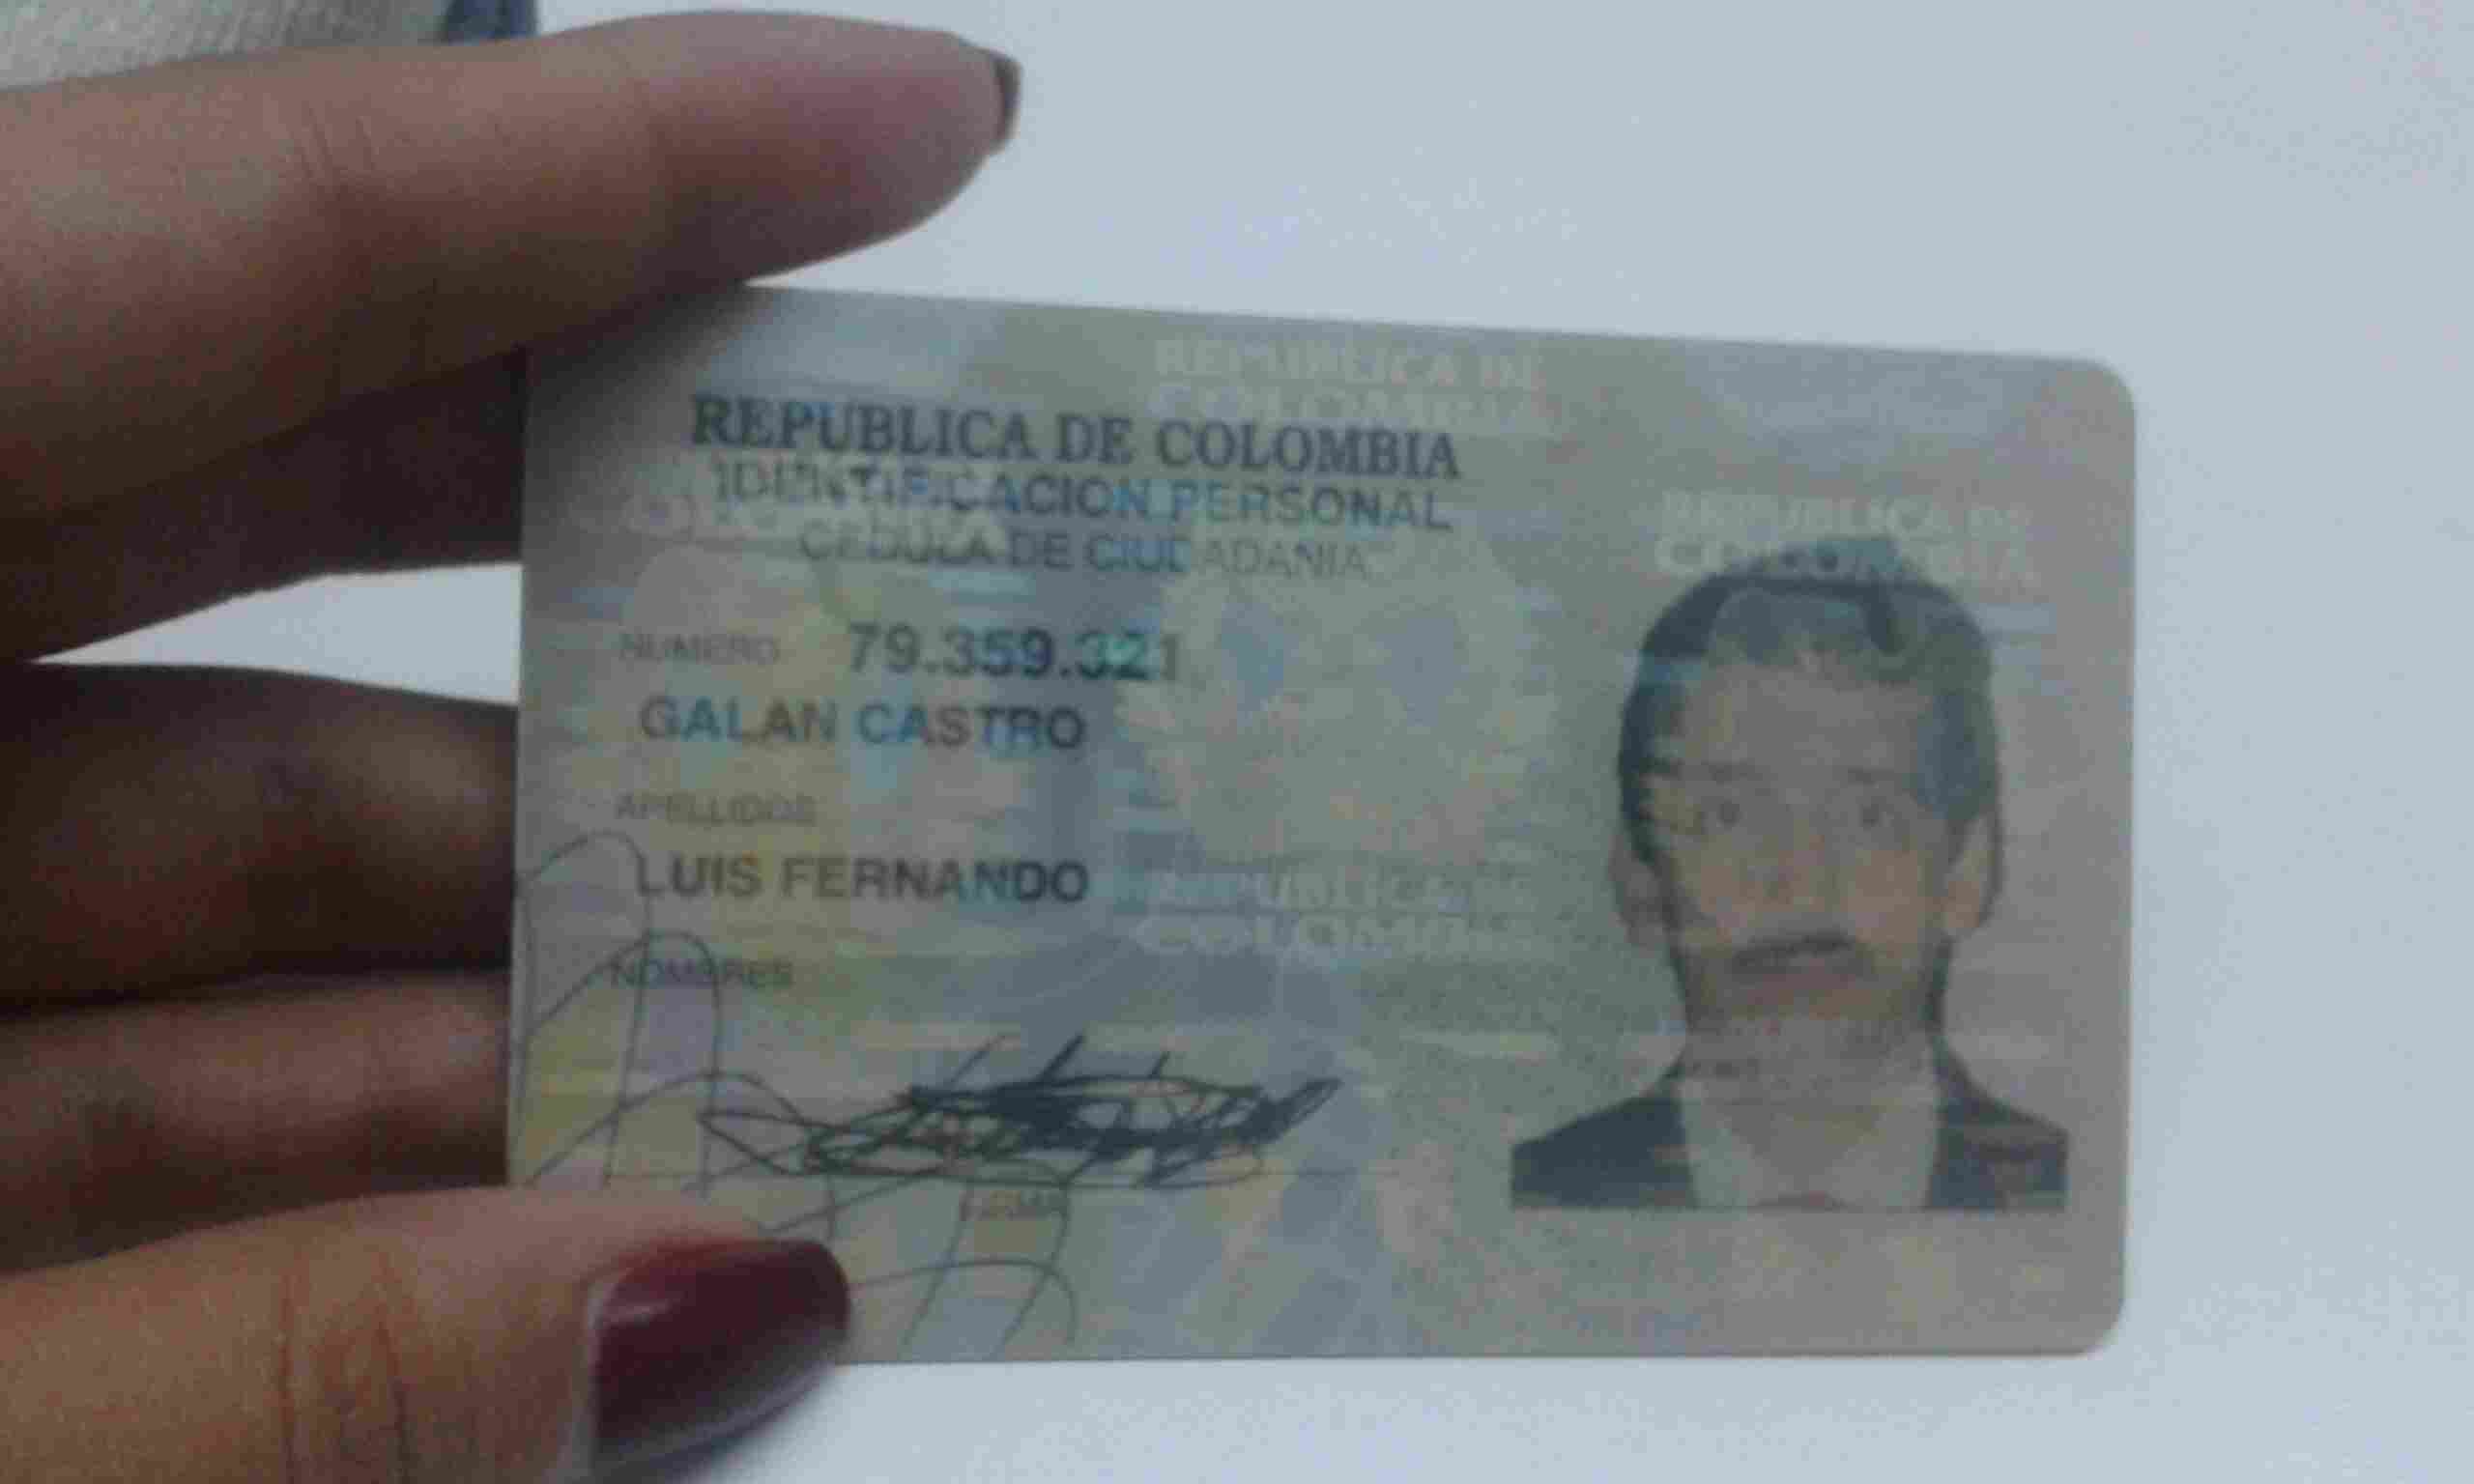 REPUBLICA DE COLOMBIA
REPUBLICA DE COLOMBIA
IDENTIFICACION PERSONAL
CEDULA DE CIUDADANIA
REPUBLICA DE
COLOMBIA
NUMERO 79.359.321
GALAN CASTRO
APELLIDOS
LUIS FERNANDO
REPUBLICA DE
COLOMBIA
NOMBRES
FIRMA